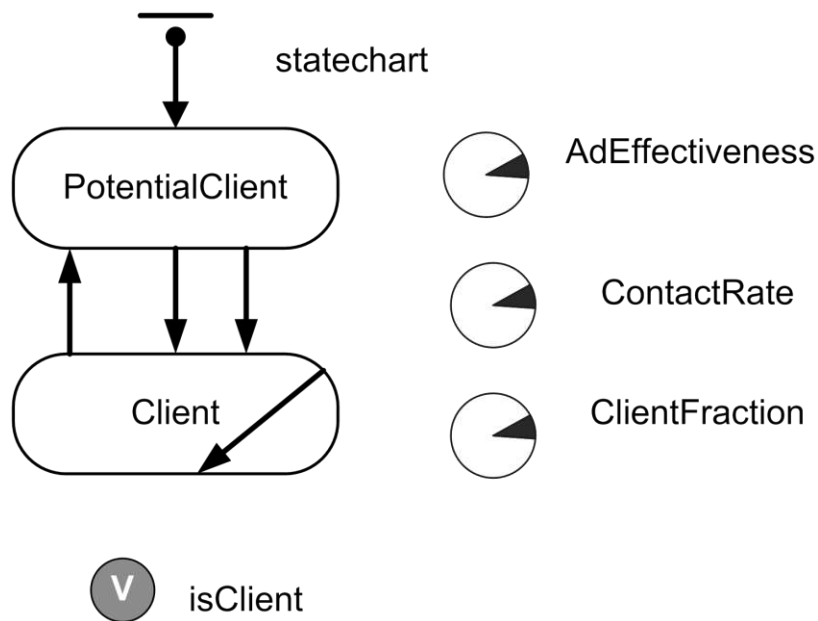 statechart
PotentialClient
AdEffectiveness
ContactRate
Client
ClientFraction
V
isClient